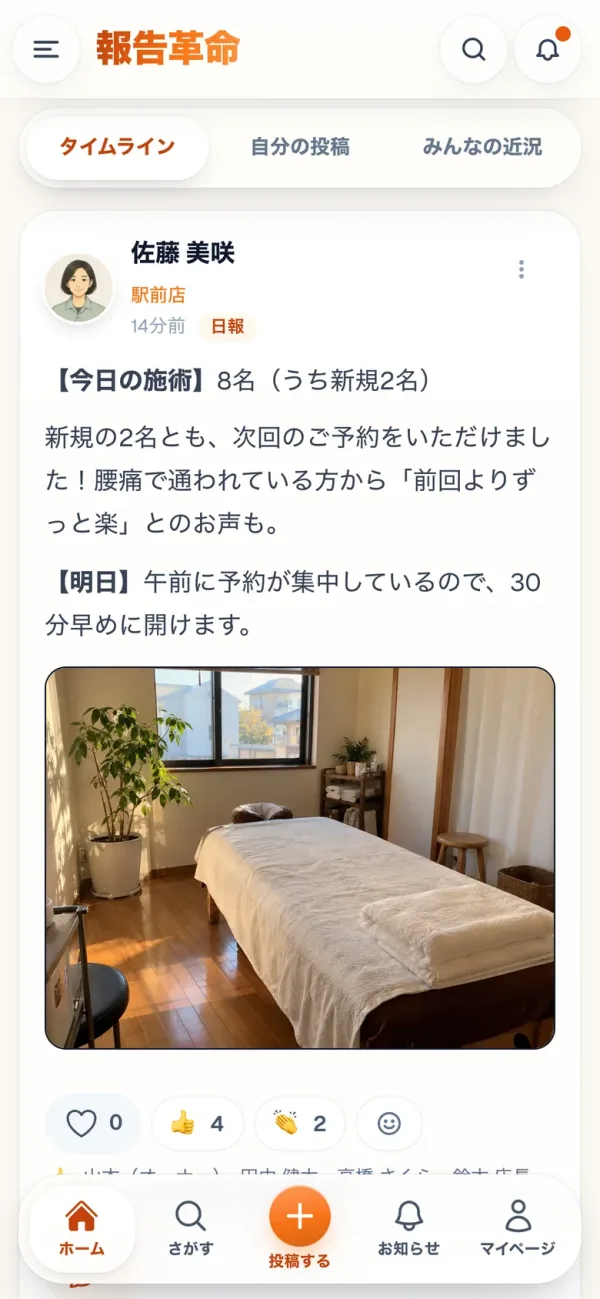 報告革命
タイムライン
自分の投稿
みんなの近況
佐藤 美咲
駅前店
14分前 日報
【今日の施術】8名（うち新規2名）
新規の2名とも、次回のご予約をいただけまし
た！腰痛で通われている方から「前回よりず
っと楽」とのお声も。
【明日】午前に予約が集中しているので、30
分早めに開けます。
0
4
2
ホーム
さがす
投稿する
お知らせ
マイページ